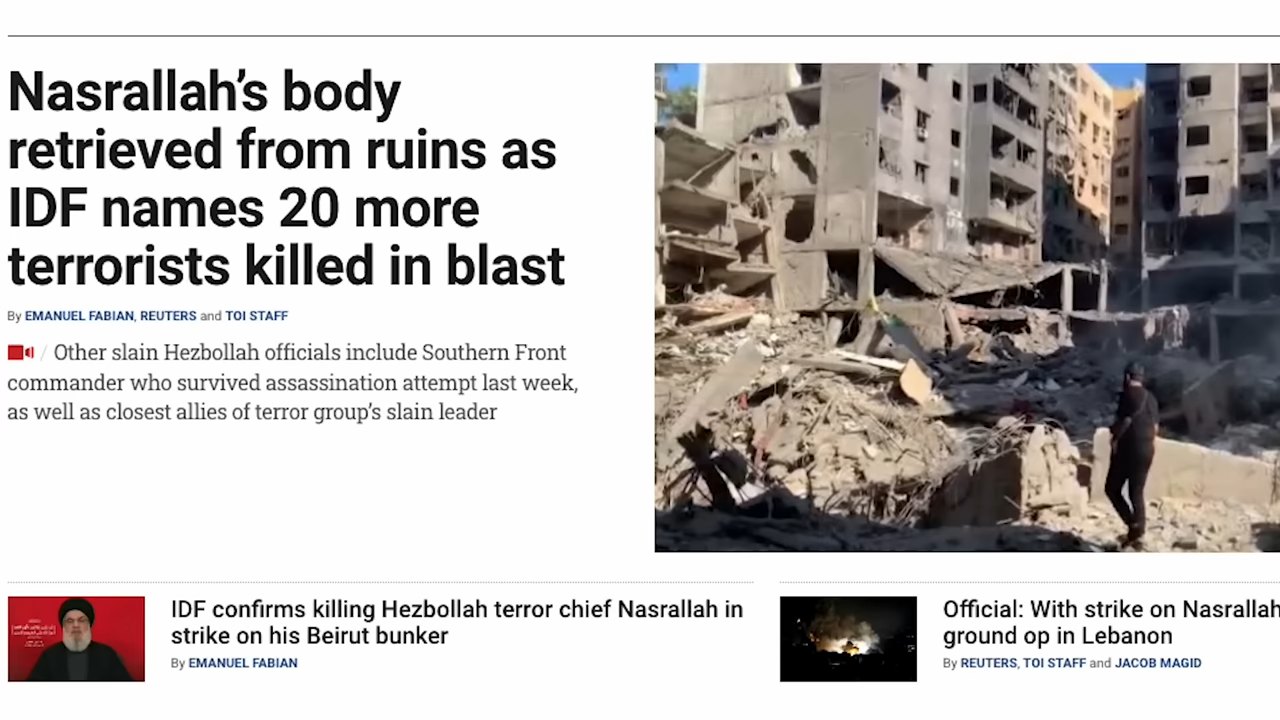 Nasrallah’s body
retrieved from ruins as
IDF names 20 more
terrorists killed in blast
By EMANUEL FABIAN, REUTERS and TOI STAFF
/ Other slain Hezbollah officials include Southern Front
commander who survived assassination attempt last week,
as well as closest allies of terror group’s slain leader
IDF confirms killing Hezbollah terror chief Nasrallah in
strike on his Beirut bunker
By EMANUEL FABIAN
Official: With strike on Nasrallah
ground op in Lebanon
By REUTERS, TOI STAFF and JACOB MAGID